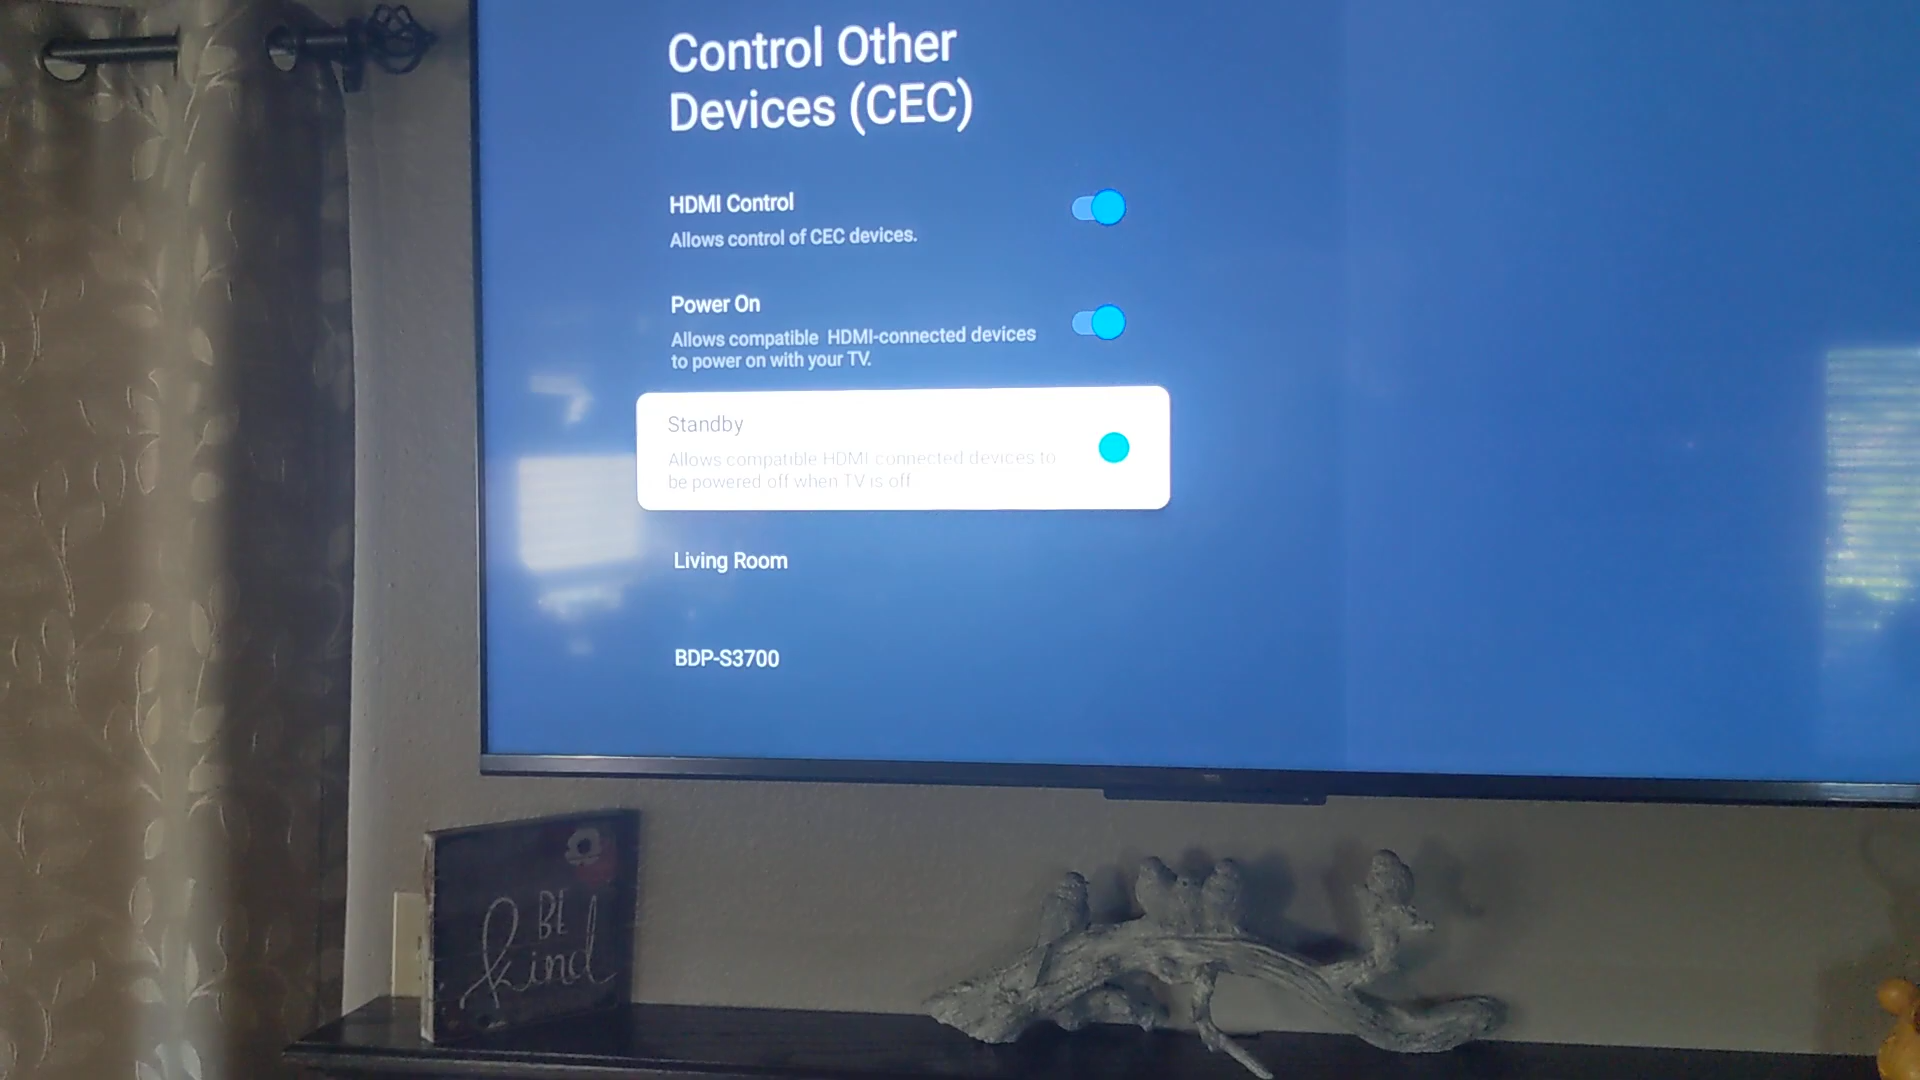 Control Other
Devices (CEC)
HDMI Control
Allows control of CEC devices.
Power On
Allows compatible HDMI-connected devices
to power on with your TV.
Standby
Allows compatible HDMI connected devices to
be powered off when TV is off
Living Room
BDP-S3700
BE
kind